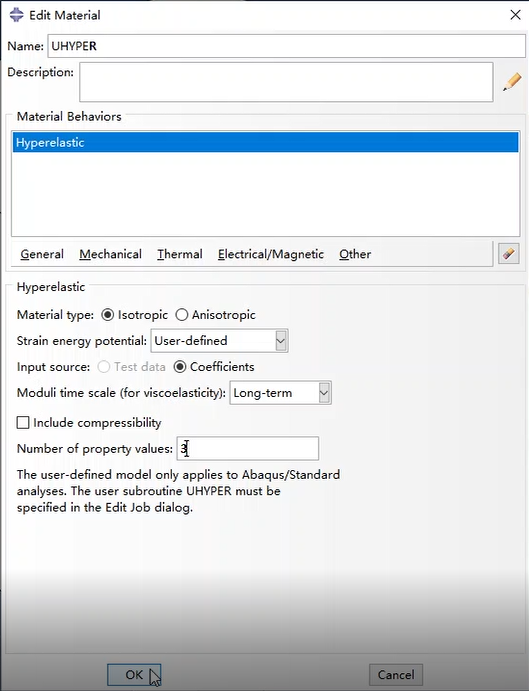 Edit Material
Name: UHYPER
Description:
Material Behaviors
Hyperelastic
General Mechanical Thermal Electrical/Magnetic Other
Hyperelastic
Material type: Isotropic Anisotropic
Strain energy potential: User-defined
Input source: Test data Coefficients
Moduli time scale (for viscoelasticity): Long-term
Include compressibility
Number of property values: 3
The user-defined model only applies to Abaqus/Standard
analyses. The user subroutine UHYPER must be
specified in the Edit Job dialog.
OK Cancel